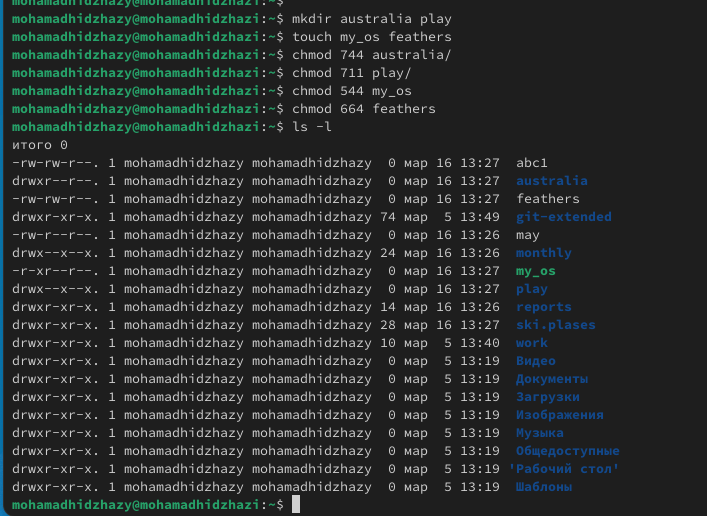 mohamadhidzhazy@mohamadhidzhazi:~$
mohamadhidzhazy@mohamadhidzhazi:~$ mkdir australia play
mohamadhidzhazy@mohamadhidzhazi:~$ touch my_os feathers
mohamadhidzhazy@mohamadhidzhazi:~$ chmod 744 australia/
mohamadhidzhazy@mohamadhidzhazi:~$ chmod 711 play/
mohamadhidzhazy@mohamadhidzhazi:~$ chmod 544 my_os
mohamadhidzhazy@mohamadhidzhazi:~$ chmod 664 feathers
mohamadhidzhazy@mohamadhidzhazi:~$ ls -l
итого 0
-rw-rw-r--. 1 mohamadhidzhazy mohamadhidzhazy  0 мар 16 13:27  abc1
drwxr--r--. 1 mohamadhidzhazy mohamadhidzhazy  0 мар 16 13:27  australia
-rw-rw-r--. 1 mohamadhidzhazy mohamadhidzhazy  0 мар 16 13:27  feathers
drwxr-xr-x. 1 mohamadhidzhazy mohamadhidzhazy 74 мар  5 13:49  git-extended
-rw-r--r--. 1 mohamadhidzhazy mohamadhidzhazy  0 мар 16 13:26  may
drwx--x--x. 1 mohamadhidzhazy mohamadhidzhazy 24 мар 16 13:26  monthly
-r-xr--r--. 1 mohamadhidzhazy mohamadhidzhazy  0 мар 16 13:27  my_os
drwx--x--x. 1 mohamadhidzhazy mohamadhidzhazy  0 мар 16 13:27  play
drwxr-xr-x. 1 mohamadhidzhazy mohamadhidzhazy 14 мар 16 13:26  reports
drwxr-xr-x. 1 mohamadhidzhazy mohamadhidzhazy 28 мар 16 13:27  ski.plases
drwxr-xr-x. 1 mohamadhidzhazy mohamadhidzhazy 10 мар  5 13:40  work
drwxr-xr-x. 1 mohamadhidzhazy mohamadhidzhazy  0 мар  5 13:19  Видео
drwxr-xr-x. 1 mohamadhidzhazy mohamadhidzhazy  0 мар  5 13:19  Документы
drwxr-xr-x. 1 mohamadhidzhazy mohamadhidzhazy  0 мар  5 13:19  Загрузки
drwxr-xr-x. 1 mohamadhidzhazy mohamadhidzhazy  0 мар  5 13:19  Изображения
drwxr-xr-x. 1 mohamadhidzhazy mohamadhidzhazy  0 мар  5 13:19  Музыка
drwxr-xr-x. 1 mohamadhidzhazy mohamadhidzhazy  0 мар  5 13:19  Общедоступные
drwxr-xr-x. 1 mohamadhidzhazy mohamadhidzhazy  0 мар  5 13:19 'Рабочий стол'
drwxr-xr-x. 1 mohamadhidzhazy mohamadhidzhazy  0 мар  5 13:19  Шаблоны
mohamadhidzhazy@mohamadhidzhazi:~$